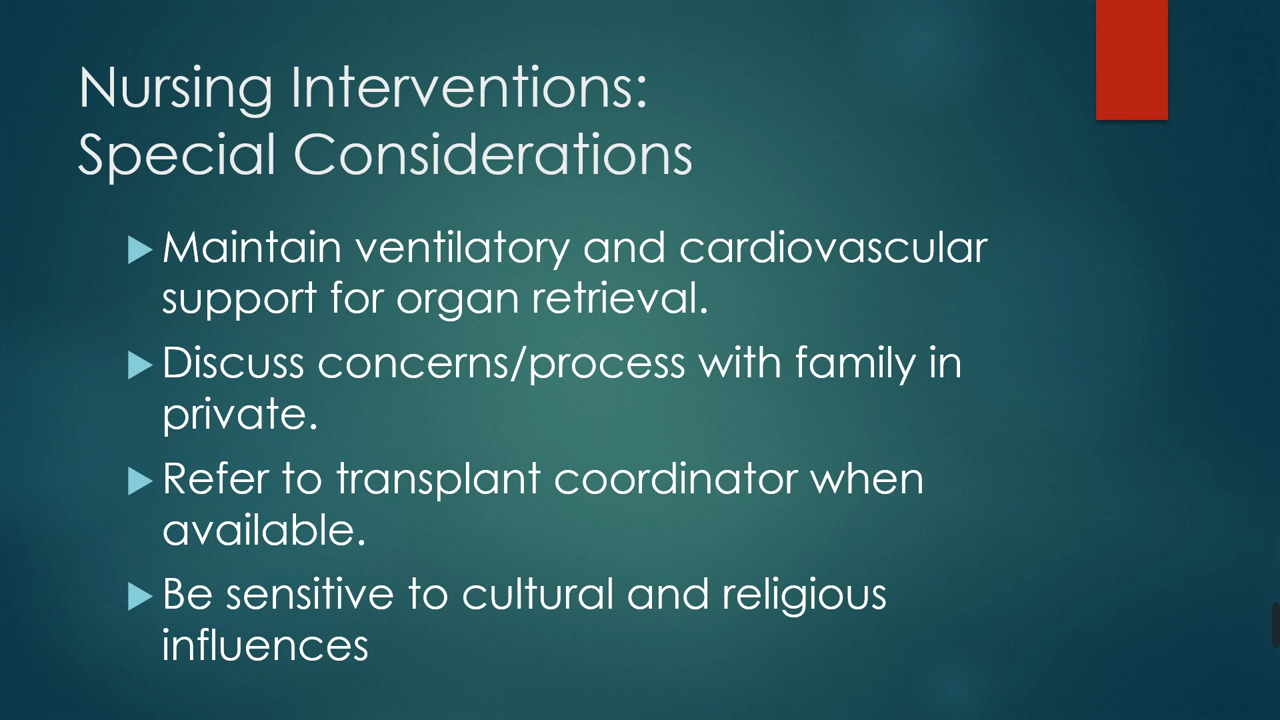 Nursing Interventions:
Special Considerations
Maintain ventilatory and cardiovascular
support for organ retrieval.
Discuss concerns/process with family in
private.
Refer to transplant coordinator when
available.
Be sensitive to cultural and religious
influences